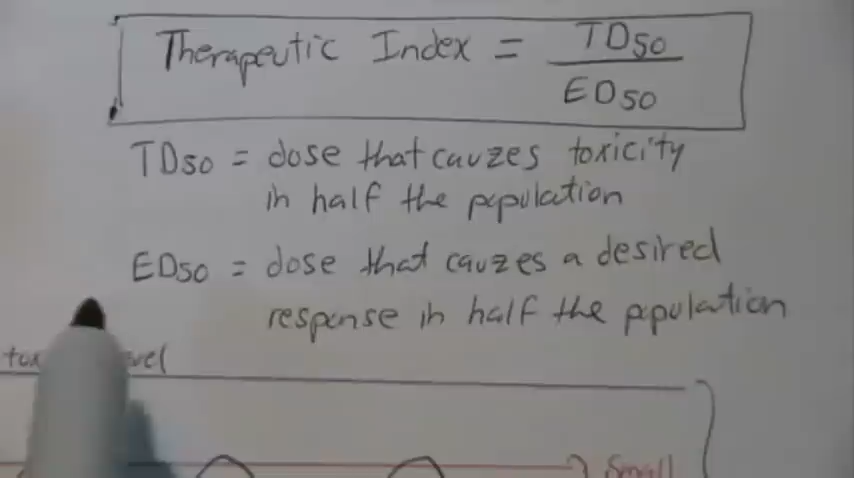 Therapeutic Index = TD50
ED50
TD50 = dose that cauzes toxicity
in half the population
ED50 = dose that cauzes a desired
response in half the population
Small